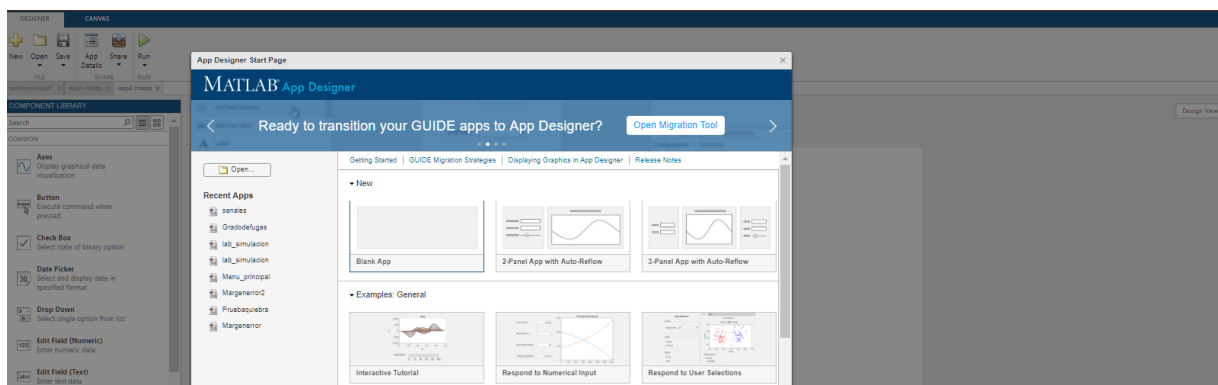 DESIGNER CANVAS
New Open Save App Details Share Run
FILE SHARE RUN
senales.mlapp* × app1.mlapp × app2.mlapp ×
COMPONENT LIBRARY
Search
COMMON
Axes
Display graphical data
visualization
Button
Execute command when
pressed
Check Box
Select state of binary option
Date Picker
Select and display date in
specified format
Drop Down
Select single option from list
Edit Field (Numeric)
Enter numeric data
Edit Field (Text)
Enter text data
App Designer Start Page
MATLAB® App Designer
Ready to transition your GUIDE apps to App Designer? Open Migration Tool
Open...
Recent Apps
senales
Gradodefugas
lab_simulacion
lab_simulacion
Menu_principal
Margenerror2
Pruebaquiebra
Margenerror
Getting Started | GUIDE Migration Strategies | Displaying Graphics in App Designer | Release Notes
New
Blank App
2-Panel App with Auto-Reflow
3-Panel App with Auto-Reflow
Examples: General
Interactive Tutorial
Respond to Numerical Input
Respond to User Selections
Design View